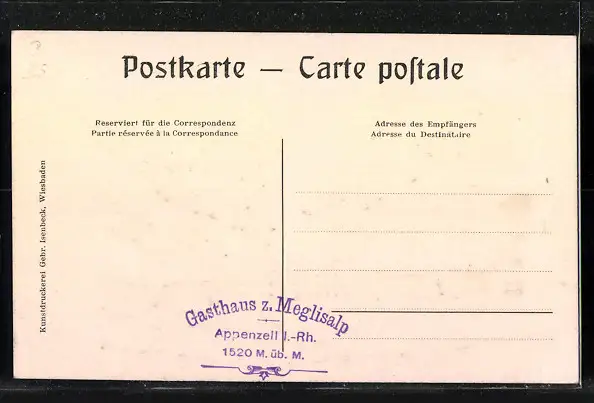 Postkarte — Carte poſtale
Reserviert für die Correspondenz
Partie réservée à la Correspondance
Adresse des Empfängers
Adresse du Destinataire
Kunstdruckerei Gebr. Isenbeck, Wiesbaden
Gasthaus z. Meglisalp
Appenzell I.-Rh.
1520 M. üb. M.